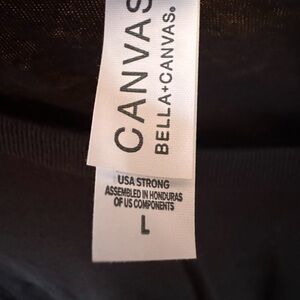 CANVAS
BELLA+CANVAS®
USA STRONG
ASSEMBLED IN HONDURAS
OF US COMPONENTS
L